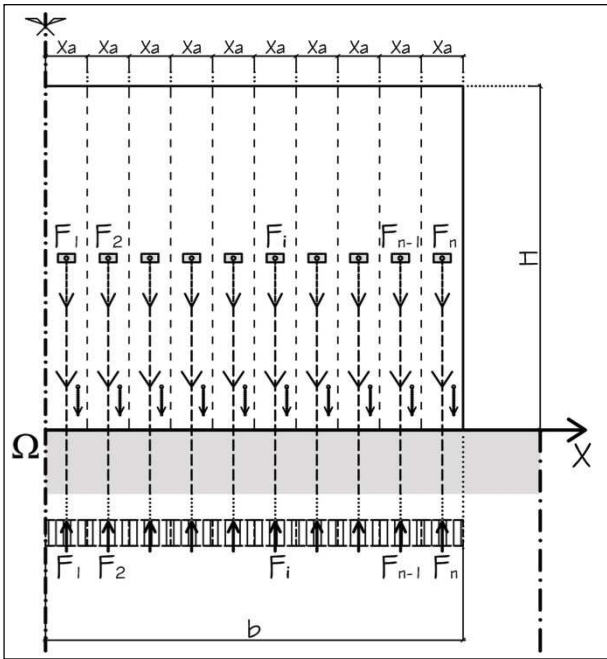 Xa Xa Xa Xa Xa Xa Xa Xa Xa Xa
F1 F2 Fi Fn-1 Fn
H
Ω X
F1 F2 Fi Fn-1 Fn
b